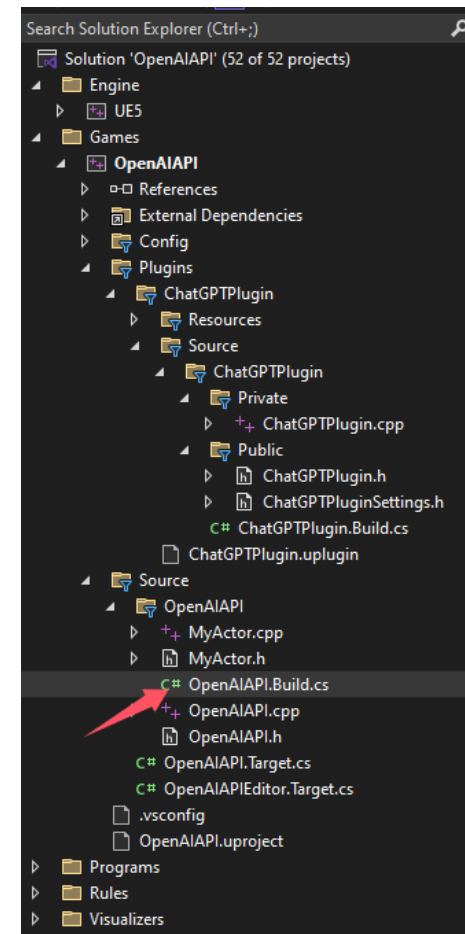 Search Solution Explorer (Ctrl+;)
Solution 'OpenAIAPI' (52 of 52 projects)
Engine
UE5
Games
OpenAIAPI
References
External Dependencies
Config
Plugins
ChatGPTPlugin
Resources
Source
ChatGPTPlugin
Private
++ ChatGPTPlugin.cpp
Public
h ChatGPTPlugin.h
h ChatGPTPluginSettings.h
C# ChatGPTPlugin.Build.cs
ChatGPTPlugin.uplugin
Source
OpenAIAPI
++ MyActor.cpp
h MyActor.h
C# OpenAIAPI.Build.cs
++ OpenAIAPI.cpp
h OpenAIAPI.h
C# OpenAIAPI.Target.cs
C# OpenAIAPIEditor.Target.cs
.vsconfig
OpenAIAPI.uproject
Programs
Rules
Visualizers